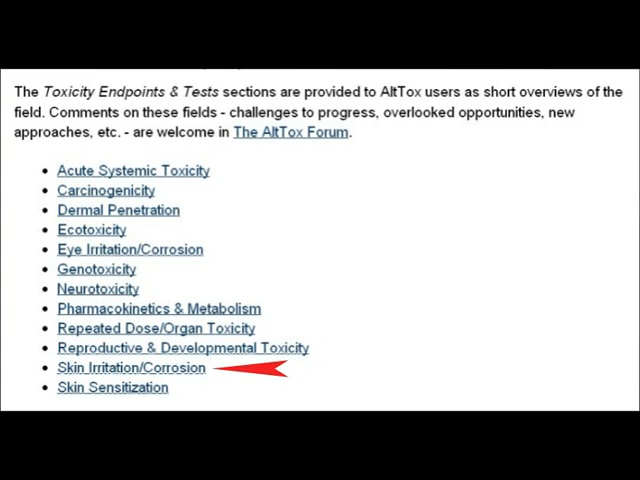 The Toxicity Endpoints & Tests sections are provided to AltTox users as short overviews of the
field. Comments on these fields - challenges to progress, overlooked opportunities, new
approaches, etc. - are welcome in The AltTox Forum.
Acute Systemic Toxicity
Carcinogenicity
Dermal Penetration
Ecotoxicity
Eye Irritation/Corrosion
Genotoxicity
Neurotoxicity
Pharmacokinetics & Metabolism
Repeated Dose/Organ Toxicity
Reproductive & Developmental Toxicity
Skin Irritation/Corrosion
Skin Sensitization